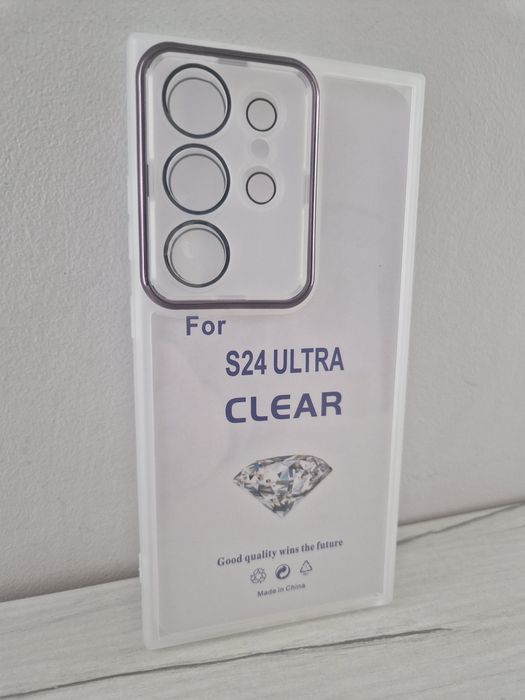 For
S24 ULTRA
CLEAR
Good quality wins the future
Made in China